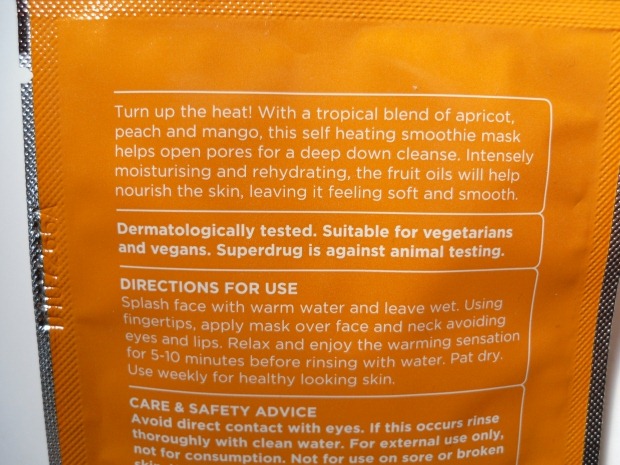 Turn up the heat! With a tropical blend of apricot,
peach and mango, this self heating smoothie mask
helps open pores for a deep down cleanse. Intensely
moisturising and rehydrating, the fruit oils will help
nourish the skin, leaving it feeling soft and smooth.
Dermatologically tested. Suitable for vegetarians
and vegans. Superdrug is against animal testing.
DIRECTIONS FOR USE
Splash face with warm water and leave wet. Using
fingertips, apply mask over face and neck avoiding
eyes and lips. Relax and enjoy the warming sensation
for 5-10 minutes before rinsing with water. Pat dry.
Use weekly for healthy looking skin.
CARE & SAFETY ADVICE
Avoid direct contact with eyes. If this occurs rinse
thoroughly with clean water. For external use only,
not for consumption. Not for use on sore or broken